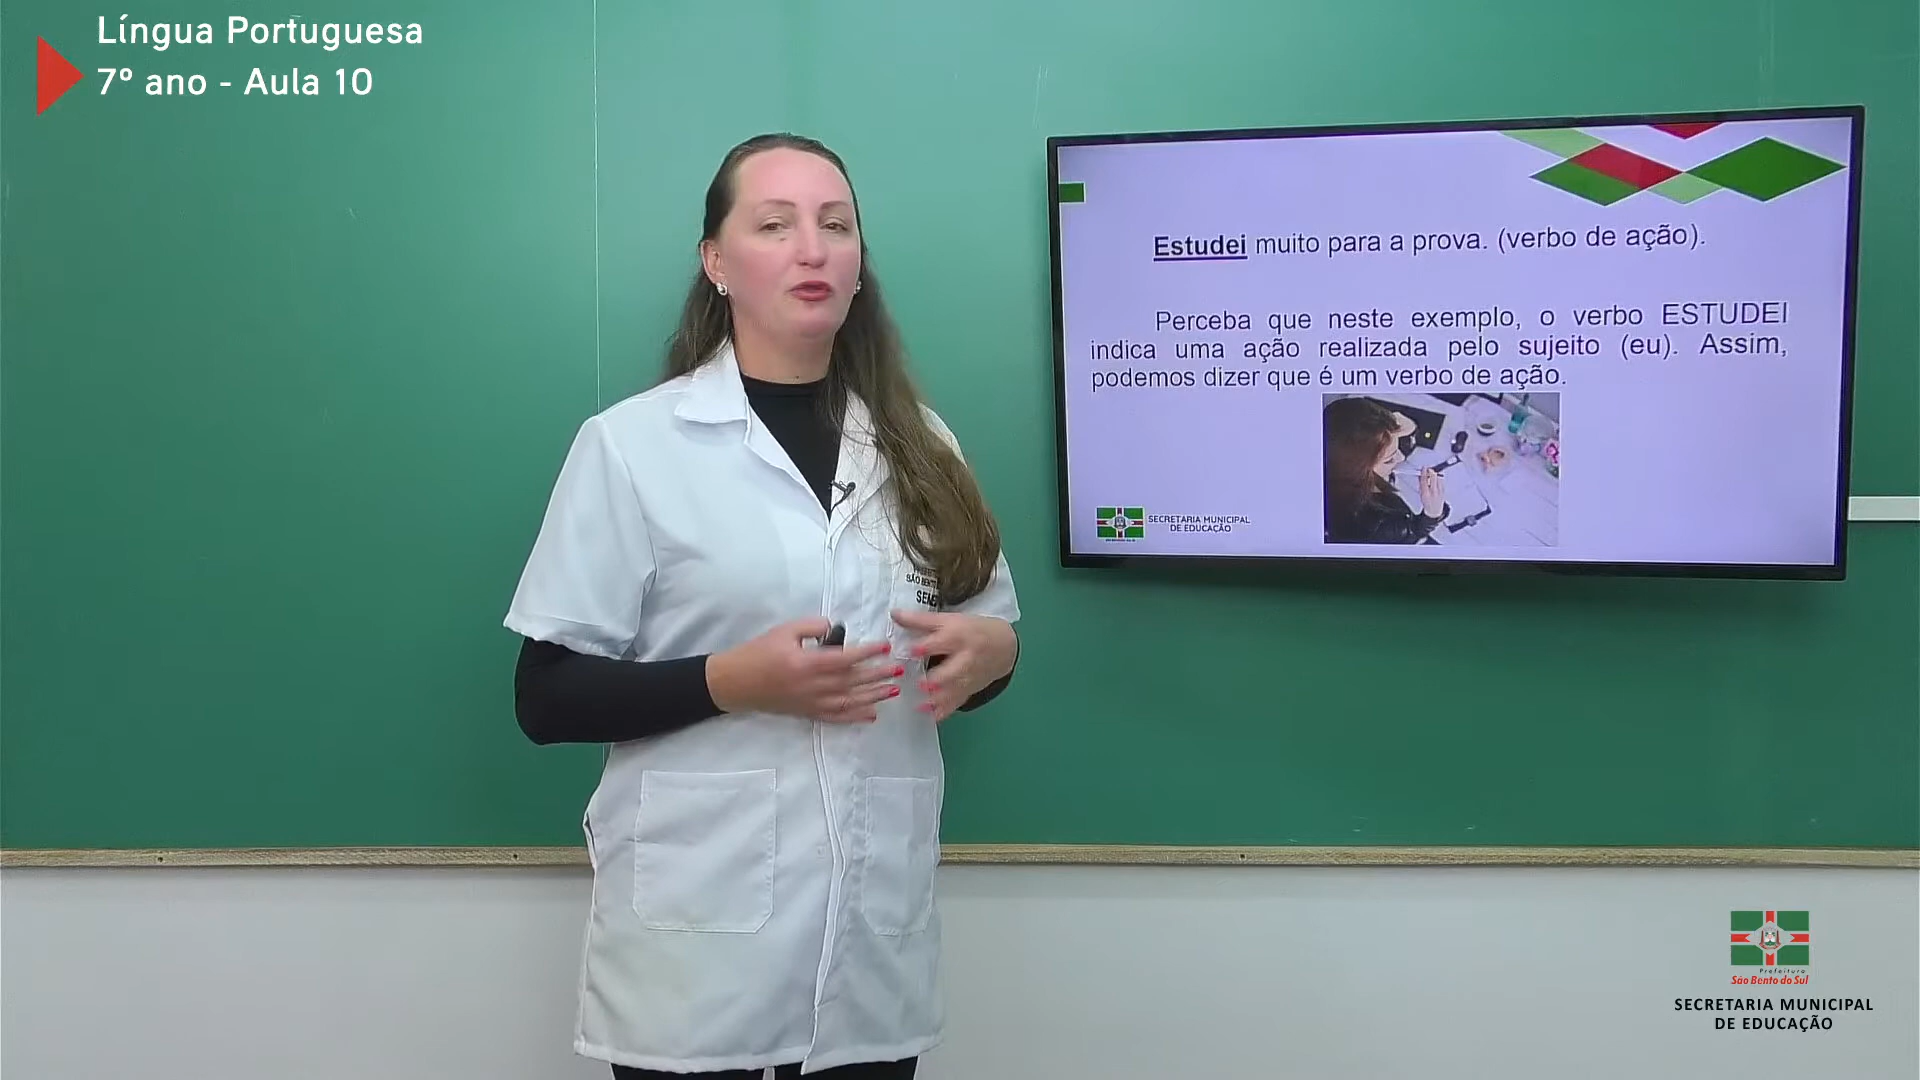 Língua Portuguesa
7º ano - Aula 10
Estudei muito para a prova. (verbo de ação).
Perceba que neste exemplo, o verbo ESTUDEI
indica uma ação realizada pelo sujeito (eu). Assim,
podemos dizer que é um verbo de ação.
SECRETARIA MUNICIPAL
DE EDUCAÇÃO
SÃO BENTO
Prefeitura
São Bento do Sul
SECRETARIA MUNICIPAL
DE EDUCAÇÃO